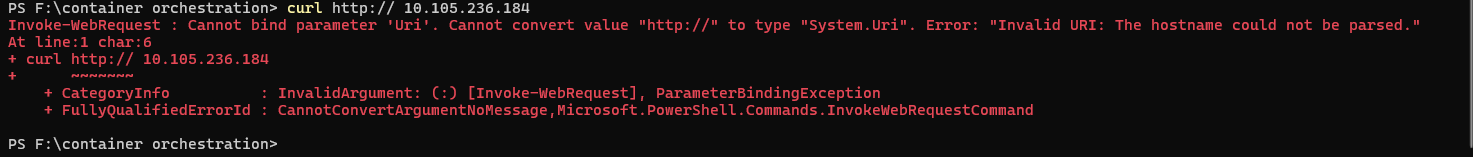 PS F:\container orchestration> curl http:// 10.105.236.184
Invoke-WebRequest : Cannot bind parameter 'Uri'. Cannot convert value "http://" to type "System.Uri". Error: "Invalid URI: The hostname could not be parsed."
At line:1 char:6
+ curl http:// 10.105.236.184
+      ~~~~~~~
    + CategoryInfo          : InvalidArgument: (:) [Invoke-WebRequest], ParameterBindingException
    + FullyQualifiedErrorId : CannotConvertArgumentNoMessage,Microsoft.PowerShell.Commands.InvokeWebRequestCommand
PS F:\container orchestration>